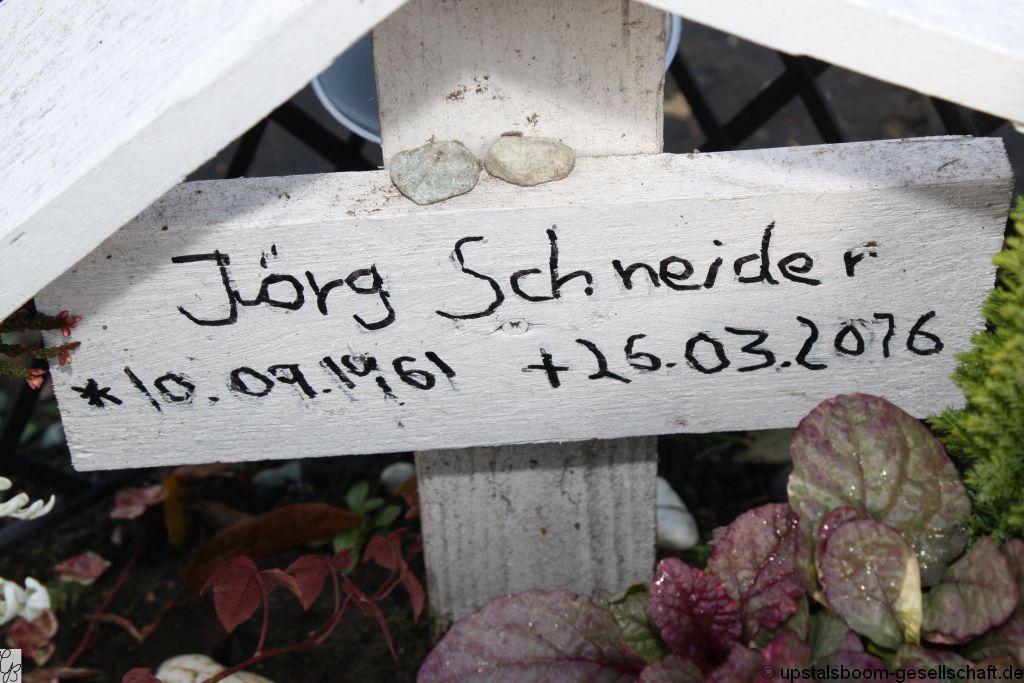 Jörg Schneider
* 10.09.1961 + 26.03.2016
© upstalsboom-gesellschaft.de